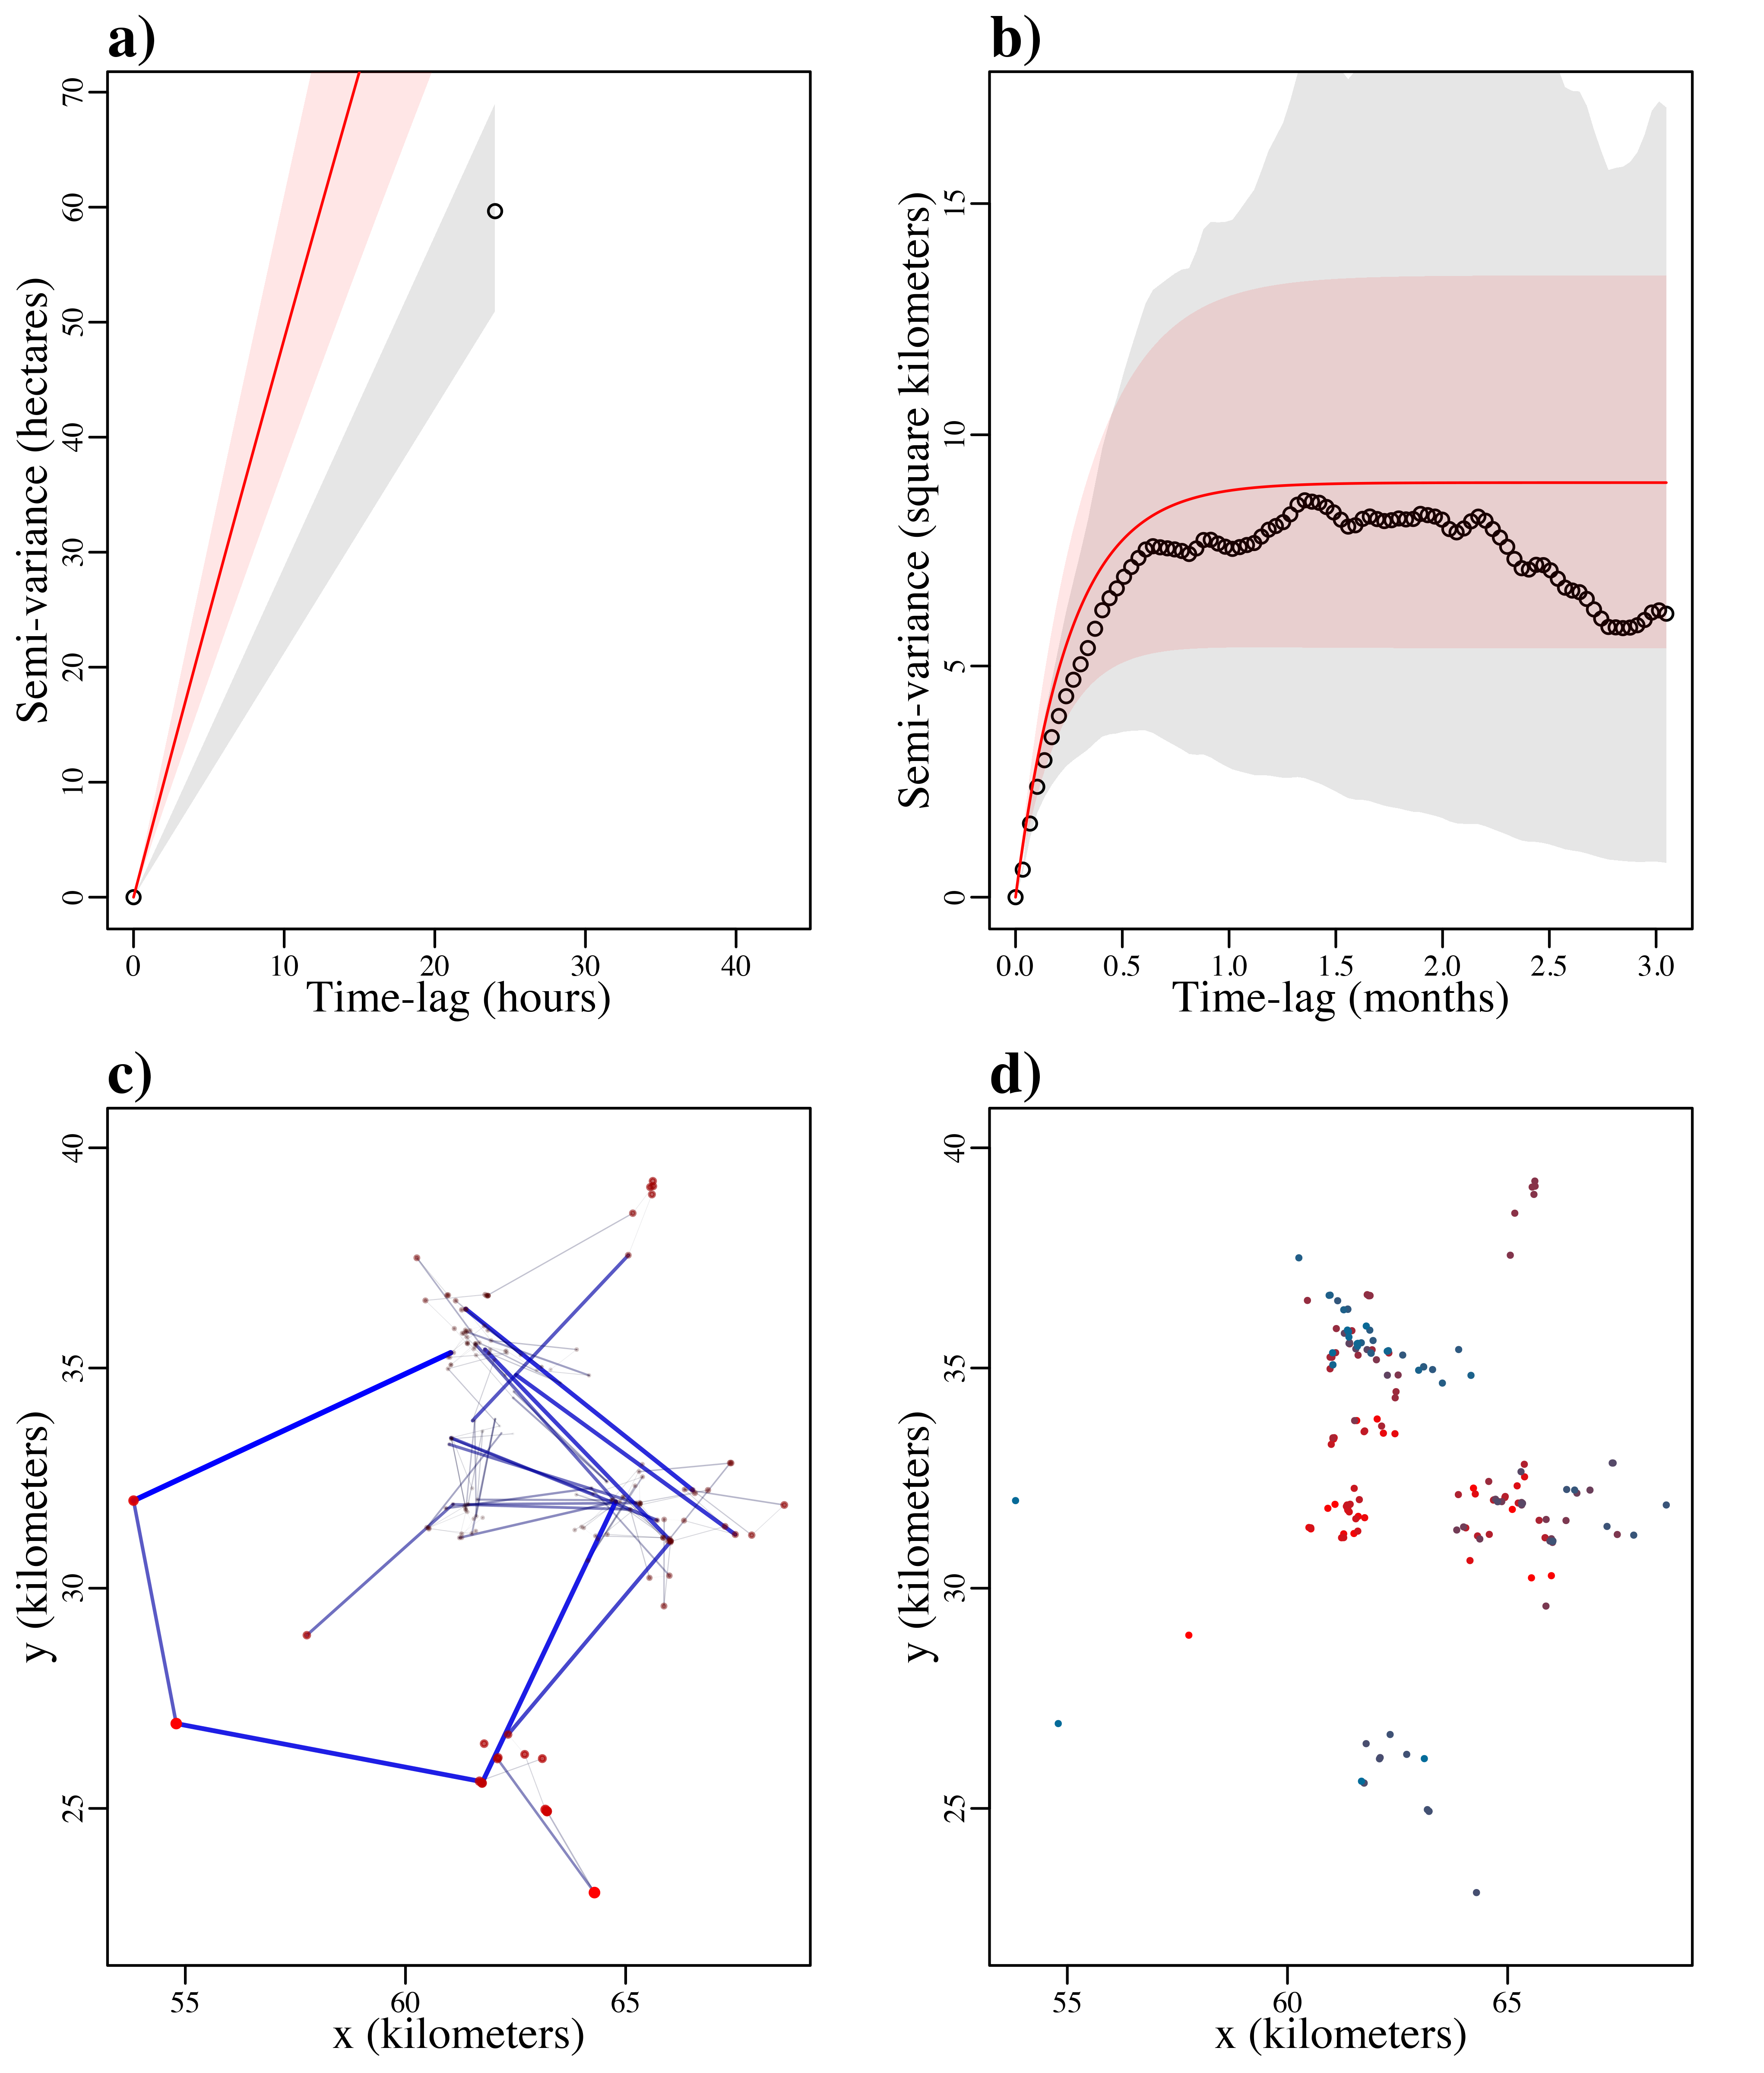 a)
Semi-variance (hectares)
70
60
50
40
30
20
10
0
0 10 20 30 40
Time-lag (hours)
b)
Semi-variance (square kilometers)
15
10
5
0
0.0 0.5 1.0 1.5 2.0 2.5 3.0
Time-lag (months)
c)
y (kilometers)
40
35
30
25
55 60 65
x (kilometers)
d)
y (kilometers)
40
35
30
25
55 60 65
x (kilometers)